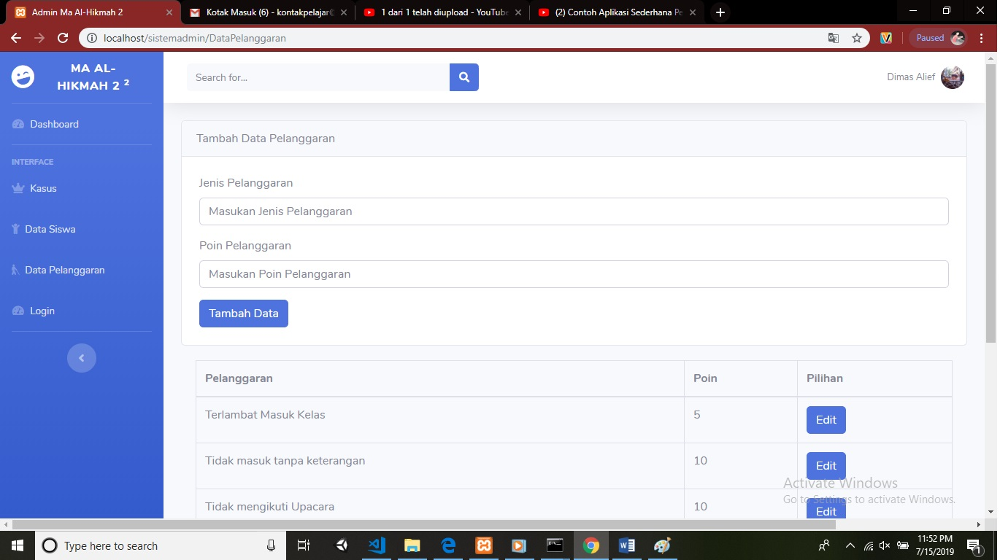 Admin Ma Al-Hikmah 2
Kotak Masuk (6) - kontakpelajar
1 dari 1 telah diupload - YouTube
(2) Contoh Aplikasi Sederhana Pe
localhost/sistemadmin/DataPelanggaran
Paused
MA AL-
HIKMAH 2 2
Search for...
Dimas Alief
Dashboard
INTERFACE
Kasus
Data Siswa
Data Pelanggaran
Login
Tambah Data Pelanggaran
Jenis Pelanggaran
Masukan Jenis Pelanggaran
Poin Pelanggaran
Masukan Poin Pelanggaran
Tambah Data
Pelanggaran Poin Pilihan
Terlambat Masuk Kelas 5 Edit
Tidak masuk tanpa keterangan 10 Edit
Tidak mengikuti Upacara 10 Edit
Activate Windows
Go to Settings to activate Windows.
Type here to search
11:52 PM
7/15/2019
1